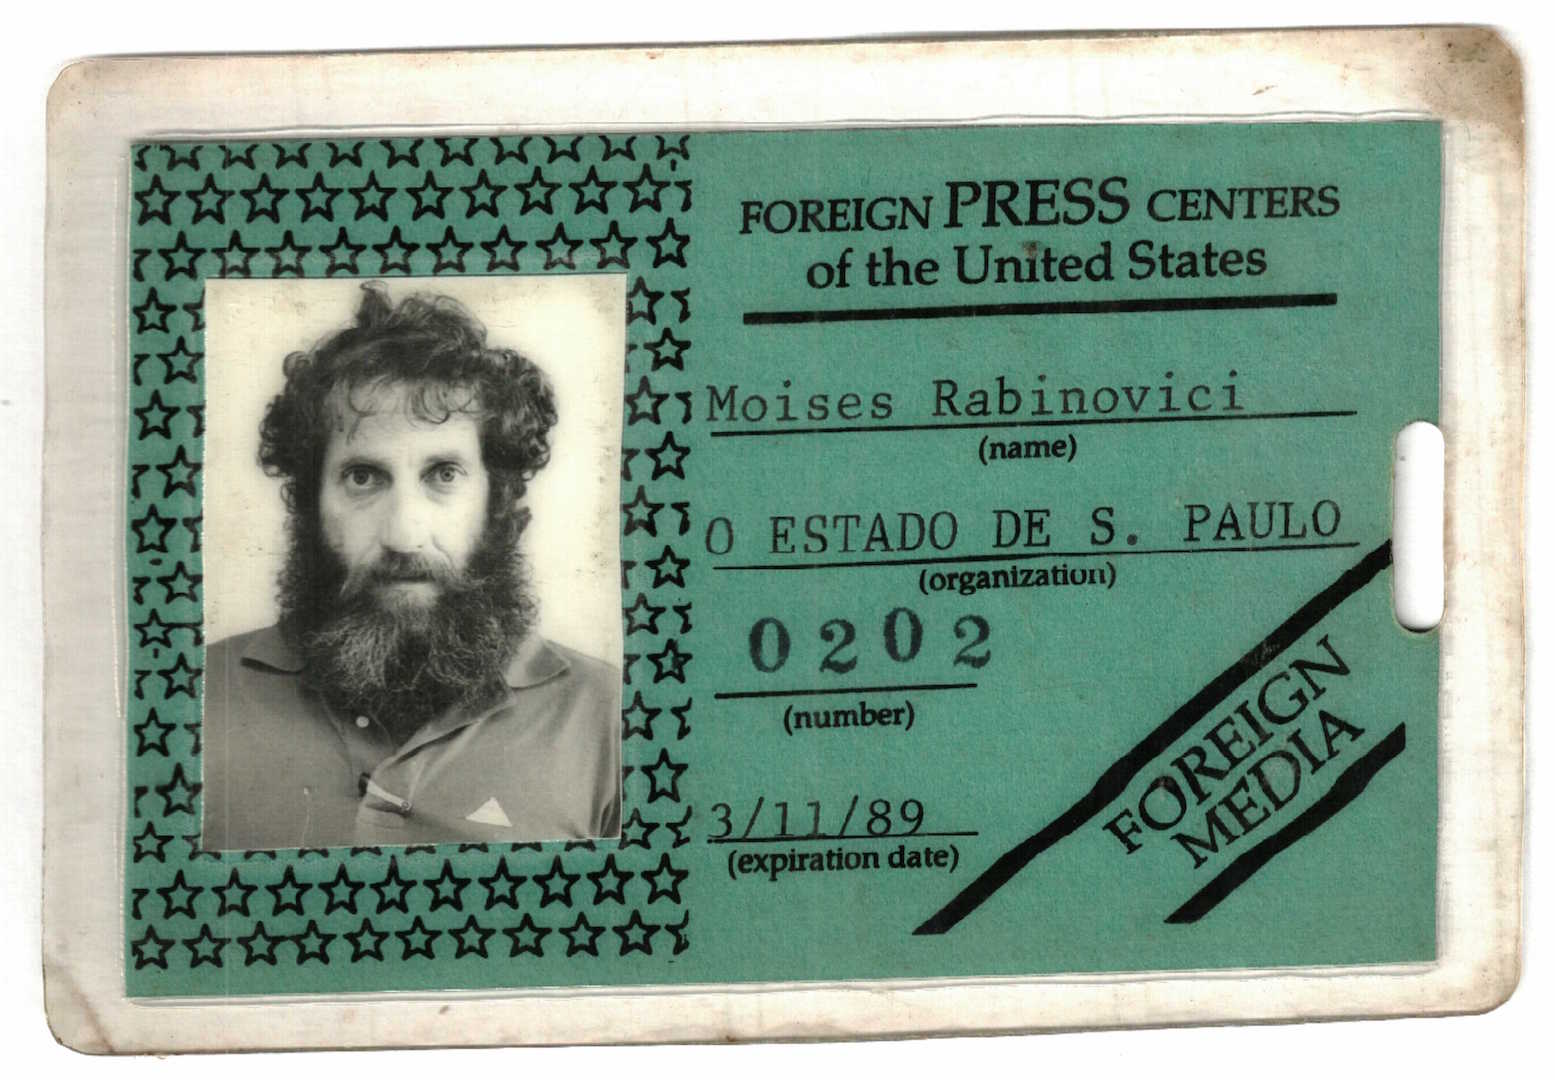 FOREIGN PRESS CENTERS
of the United States
Moises Rabinovici
(name)
O ESTADO DE S. PAULO
(organization)
0202
(number)
3/11/89
(expiration date)
FOREIGN
MEDIA